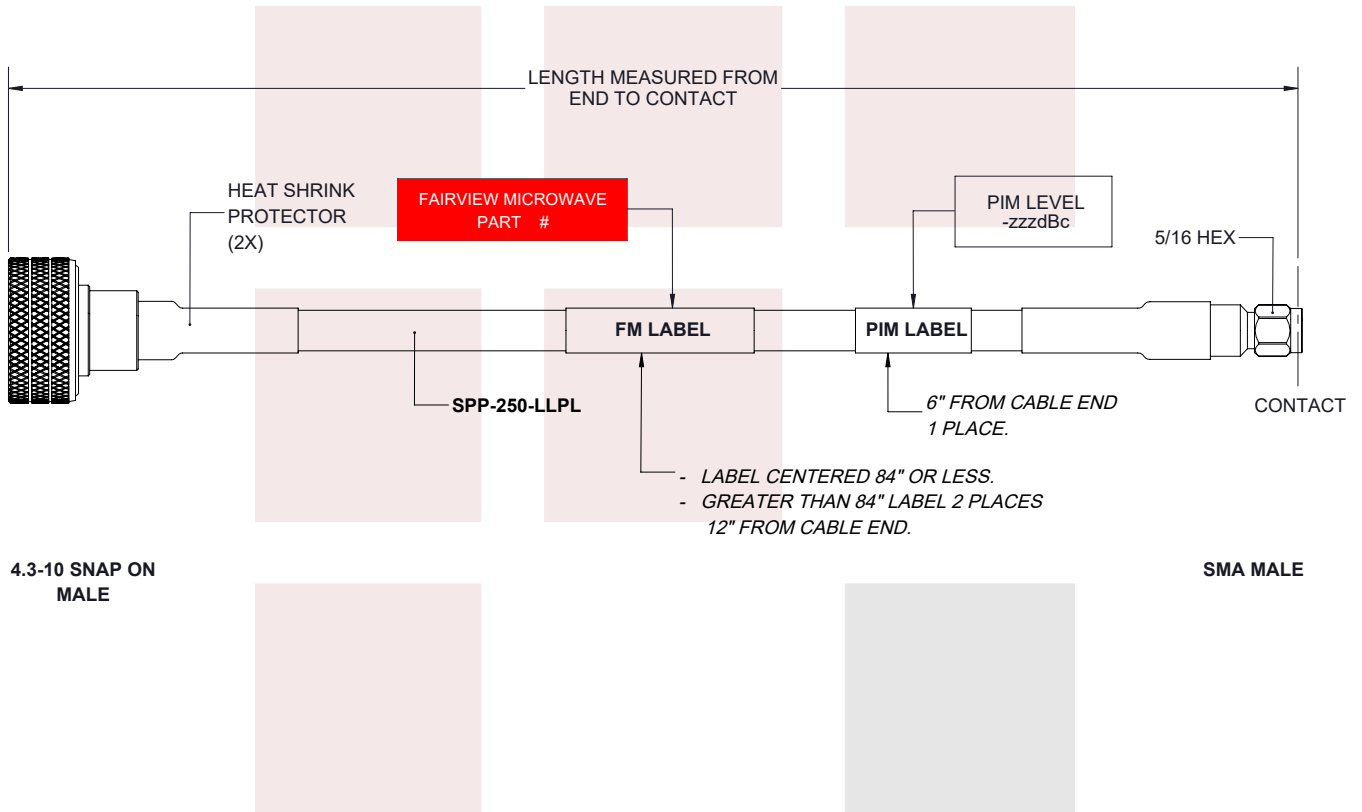 LENGTH MEASURED FROM
END TO CONTACT
HEAT SHRINK
PROTECTOR
(2X)
FAIRVIEW MICROWAVE
PART #
PIM LEVEL
-zzzdBc
5/16 HEX
FM LABEL
PIM LABEL
SPP-250-LLPL
6" FROM CABLE END
1 PLACE.
CONTACT
- LABEL CENTERED 84" OR LESS.
- GREATER THAN 84" LABEL 2 PLACES
12" FROM CABLE END.
4.3-10 SNAP ON
MALE
SMA MALE